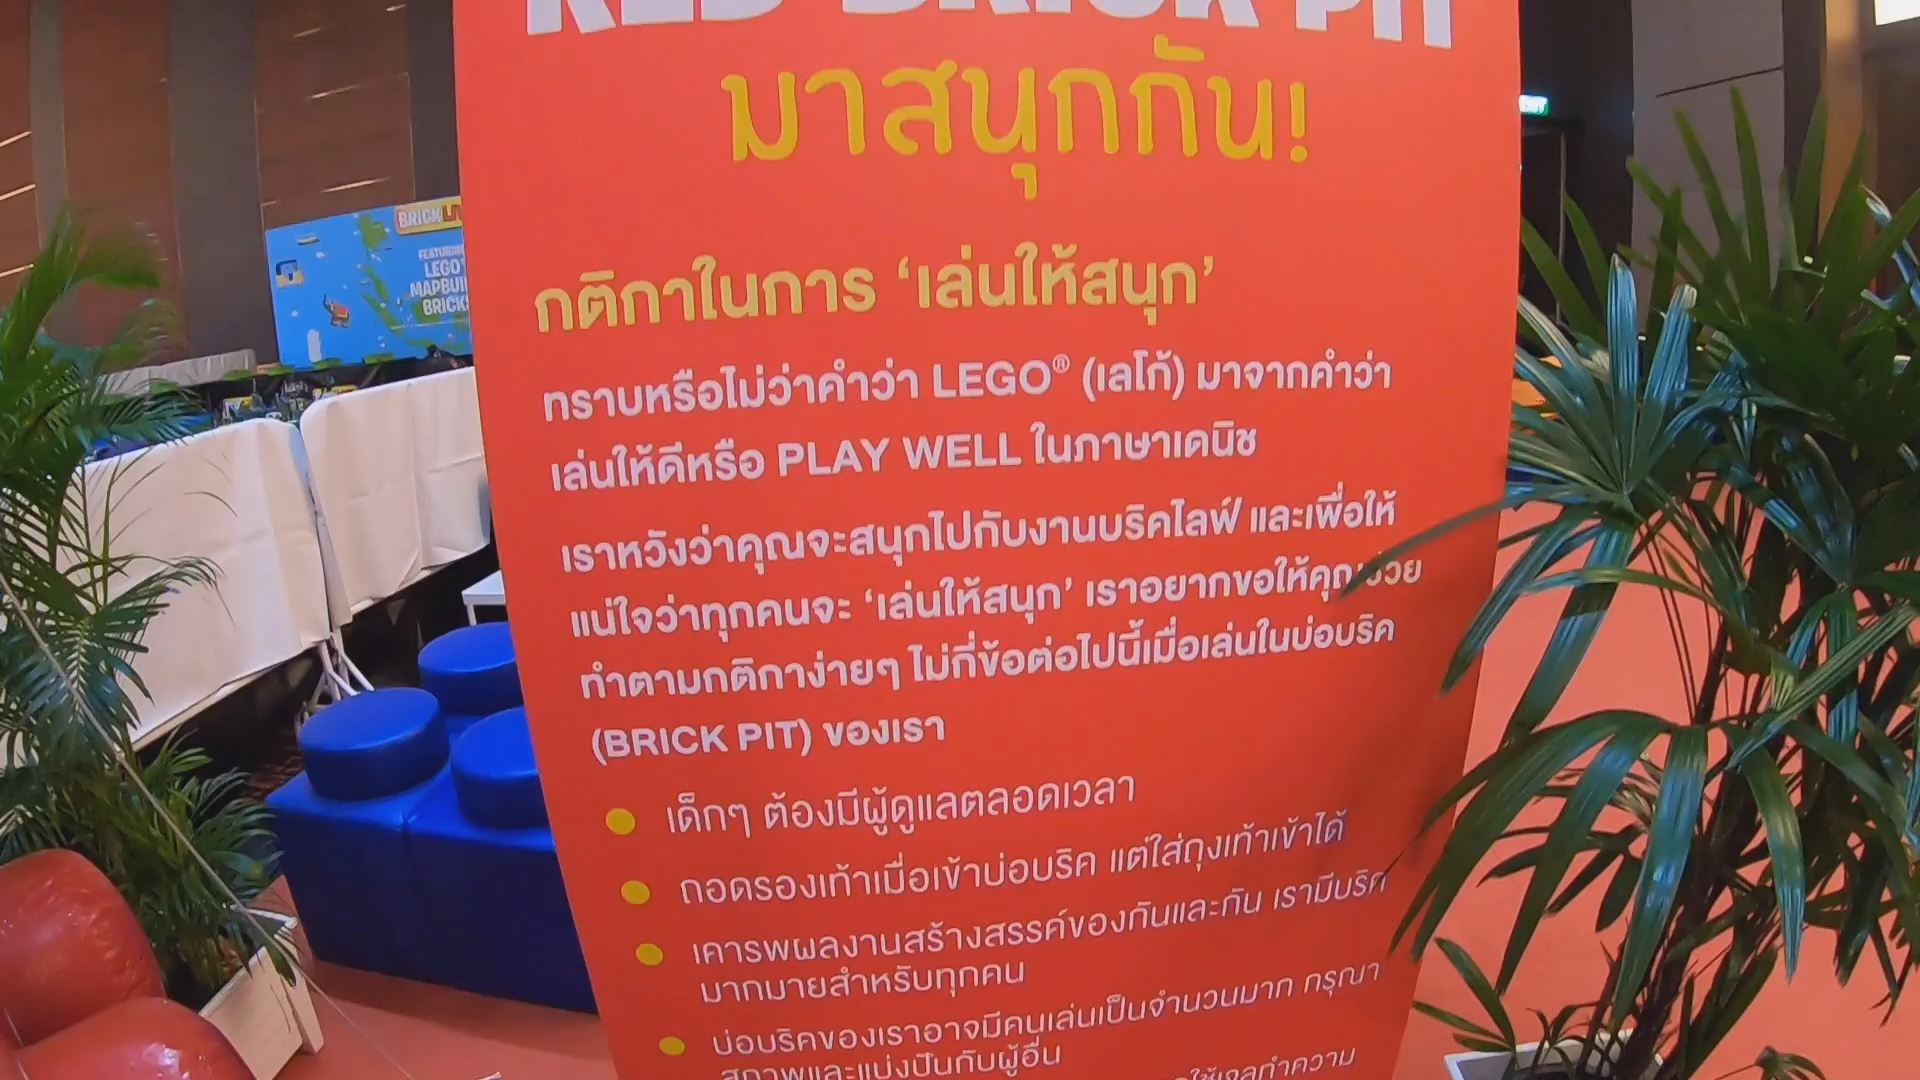 RED BRICK PIT
มาสนุกกัน!
กติกาในการ ‘เล่นให้สนุก’
ทราบหรือไม่ว่าคำว่า LEGO® (เลโก้) มาจากคำว่า
เล่นให้ดีหรือ PLAY WELL ในภาษาเดนิช
เราหวังว่าคุณจะสนุกไปกับงานบริคไลฟ์ และเพื่อให้
แน่ใจว่าทุกคนจะ ‘เล่นให้สนุก’ เราอยากขอให้คุณช่วย
ทำตามกติกาง่ายๆ ไม่กี่ข้อต่อไปนี้เมื่อเล่นในบ่อบริค
(BRICK PIT) ของเรา
เด็กๆ ต้องมีผู้ดูแลตลอดเวลา
ถอดรองเท้าเมื่อเข้าบ่อบริค แต่ใส่ถุงเท้าเข้าได้
เคารพผลงานสร้างสรรค์ของกันและกัน เรามีบริค
มากมายสำหรับทุกคน
บ่อบริคของเราอาจมีคนเล่นเป็นจำนวนมาก กรุณา
สุภาพและแบ่งปันกับผู้อื่น
ใช้เจลทำความ
BRICK
LEGO